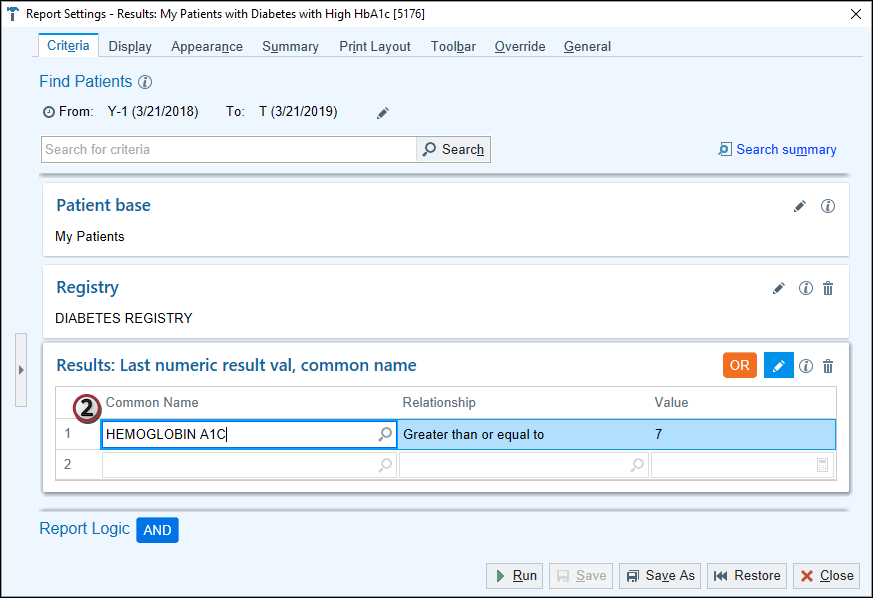 Report Settings - Results: My Patients with Diabetes with High HbA1c [5176]
Criteria Display Appearance Summary Print Layout Toolbar Override General
Find Patients
From: Y-1 (3/21/2018) To: T (3/21/2019)
Search for criteria Search Search summary
Patient base
My Patients
Registry
DIABETES REGISTRY
Results: Last numeric result val, common name OR
2 Common Name Relationship Value
1 HEMOGLOBIN A1C Greater than or equal to 7
2
Report Logic AND
Run Save Save As Restore Close